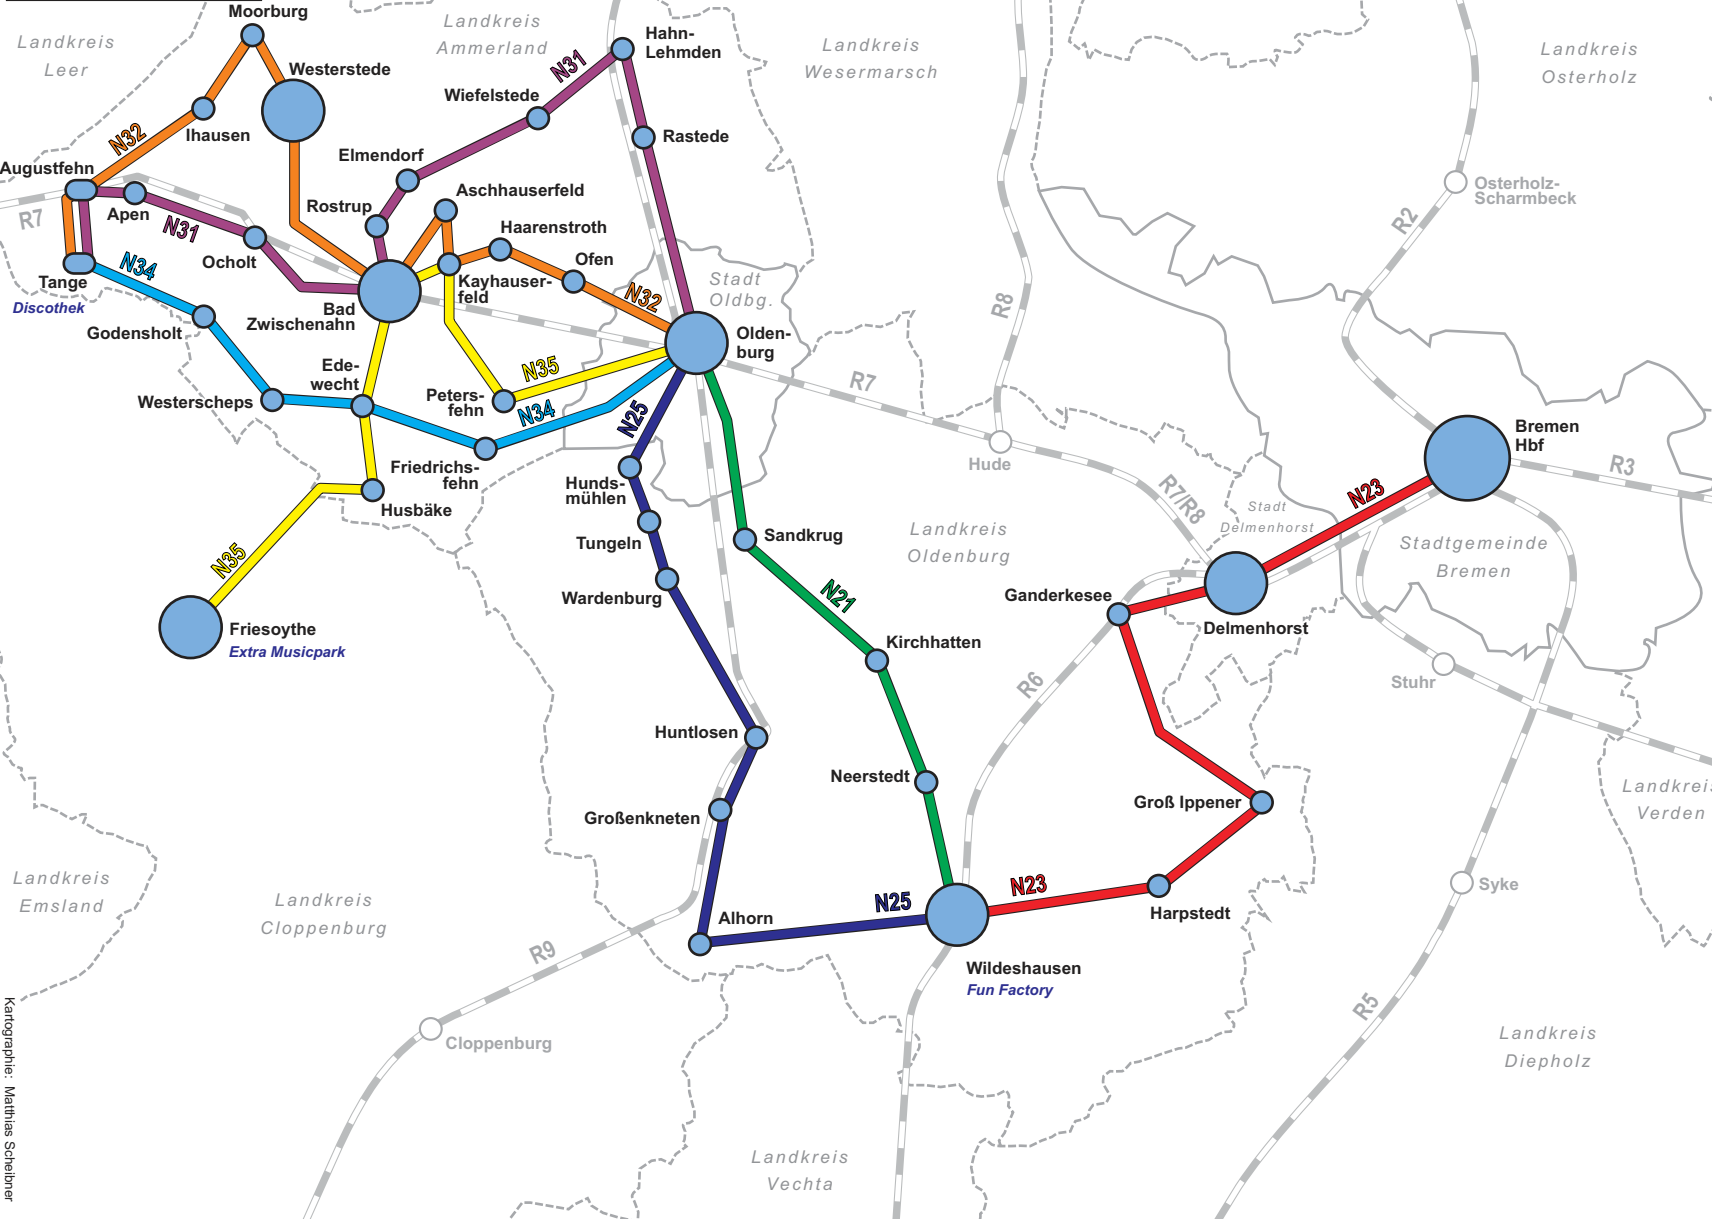 Moorburg
Landkreis
Leer
Landkreis
Ammerland
Hahn-
Lehmden
Landkreis
Wesermarsch
Landkreis
Osterholz
Westerstede
N31
Wiefelstede
Ihausen
N32
Rastede
Elmendorf
Augustfehn
Aschhauserfeld
Osterholz-
Scharmbeck
R7
Apen
N31
Rostrup
Haarenstroth
R2
Ocholt
Ofen
N34
Tange
Discothek
Kayhauser-
feld
N32
Stadt
Oldbg.
R8
Bad
Zwischenahn
Godensholt
Olden-
burg
Ede-
wecht
N35
R7
Westerscheps
Peters-
fehn
N34
N25
Bremen
Hbf
R3
Hude
Friedrichs-
fehn
Hunds-
mühlen
R7/R8
N23
Husbäke
Stadt
Delmenhorst
Landkreis
Oldenburg
Sandkrug
Tungeln
Stadtgemeinde
Bremen
N35
Wardenburg
N21
Ganderkesee
Delmenhorst
Friesoythe
Extra Musicpark
Kirchhatten
R6
Stuhr
Huntlosen
Neerstedt
Groß Ippener
Landkreis
Verden
Großenkneten
Landkreis
Emsland
Landkreis
Cloppenburg
N25
N23
Syke
Alhorn
Harpstedt
R9
Wildeshausen
Fun Factory
R5
Cloppenburg
Landkreis
Diepholz
Landkreis
Vechta
Kartographie: Matthias Scheibner